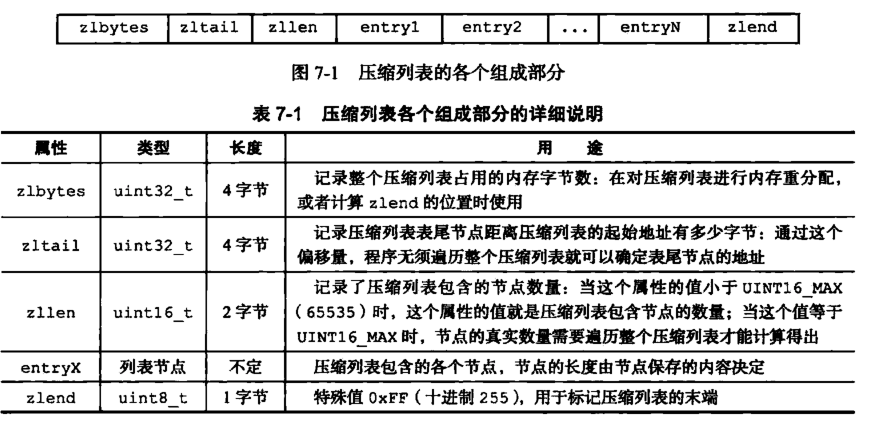 zlbytes zltail zllen entry1 entry2 ... entryN zlend
图 7-1 压缩列表的各个组成部分
表 7-1 压缩列表各个组成部分的详细说明
属性 类型 长度 用 途
zlbytes uint32_t 4字节 记录整个压缩列表占用的内存字节数：在对压缩列表进行内存重分配，
或者计算 zlend 的位置时使用
zltail uint32_t 4字节 记录压缩列表表尾节点距离压缩列表的起始地址有多少字节：通过这个
偏移量，程序无须遍历整个压缩列表就可以确定表尾节点的地址
zllen uint16_t 2字节 记录了压缩列表包含的节点数量：当这个属性的值小于 UINT16_MAX
（65535）时，这个属性的值就是压缩列表包含节点的数量；当这个值等于
UINT16_MAX 时，节点的真实数量需要遍历整个压缩列表才能计算得出
entryX 列表节点 不定 压缩列表包含的各个节点，节点的长度由节点保存的内容决定
zlend uint8_t 1字节 特殊值 0xFF（十进制 255），用于标记压缩列表的末端